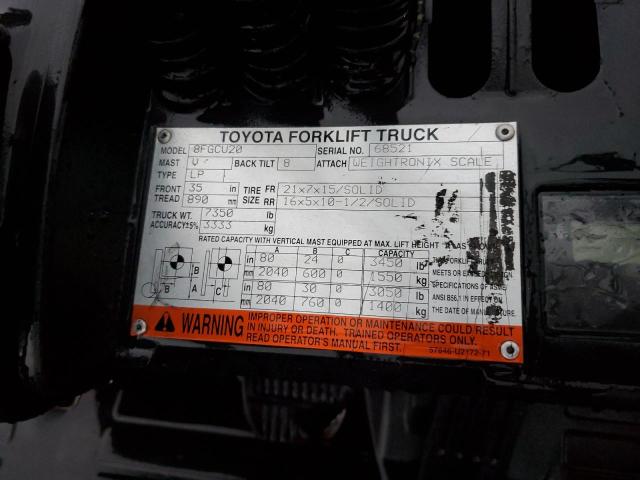 TOYOTA FORKLIFT TRUCK
MODEL 8FGCU20 SERIAL NO. 68521
MAST V BACK TILT 8 ATTACH WEIGHTRONIX SCALE
TYPE LP
FRONT 35 in TIRE FR 21x7x15/SOLID
TREAD 890 mm SIZE RR 16x5x10-1/2/SOLID
TRUCK WT. 7350 lb
ACCURACY±5% 3333 kg
RATED CAPACITY WITH VERTICAL MAST EQUIPPED AT MAX. LIFT HEIGHT A AS
A B C CAPACITY
in 80 24 0 3450 lb
mm 2040 600 0 1550 kg
in 80 30 0 3050 lb
mm 2040 760 0 1400 kg
B A C
THIS FORKLIFT
MEETS OR
SPECIFICATIONS OF
ANSI B56.1 IN EFFECT ON
THE DATE OF MANUFACTURE.
WARNING
IMPROPER OPERATION OR MAINTENANCE COULD RESULT
IN INJURY OR DEATH. TRAINED OPERATORS ONLY.
READ OPERATOR'S MANUAL FIRST.
57646-U2172-71